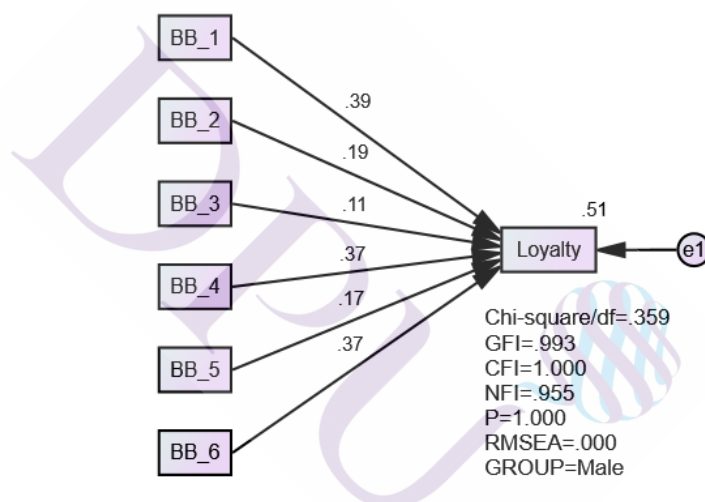 BB_1
.39
BB_2
.19
BB_3
.11
.51
Loyalty
e1
.37
BB_4
.17
Chi-square/df=.359
.37
GFI=.993
BB_5
CFI=1.000
NFI=.955
P=1.000
RMSEA=.000
BB_6
GROUP=Male
DPU